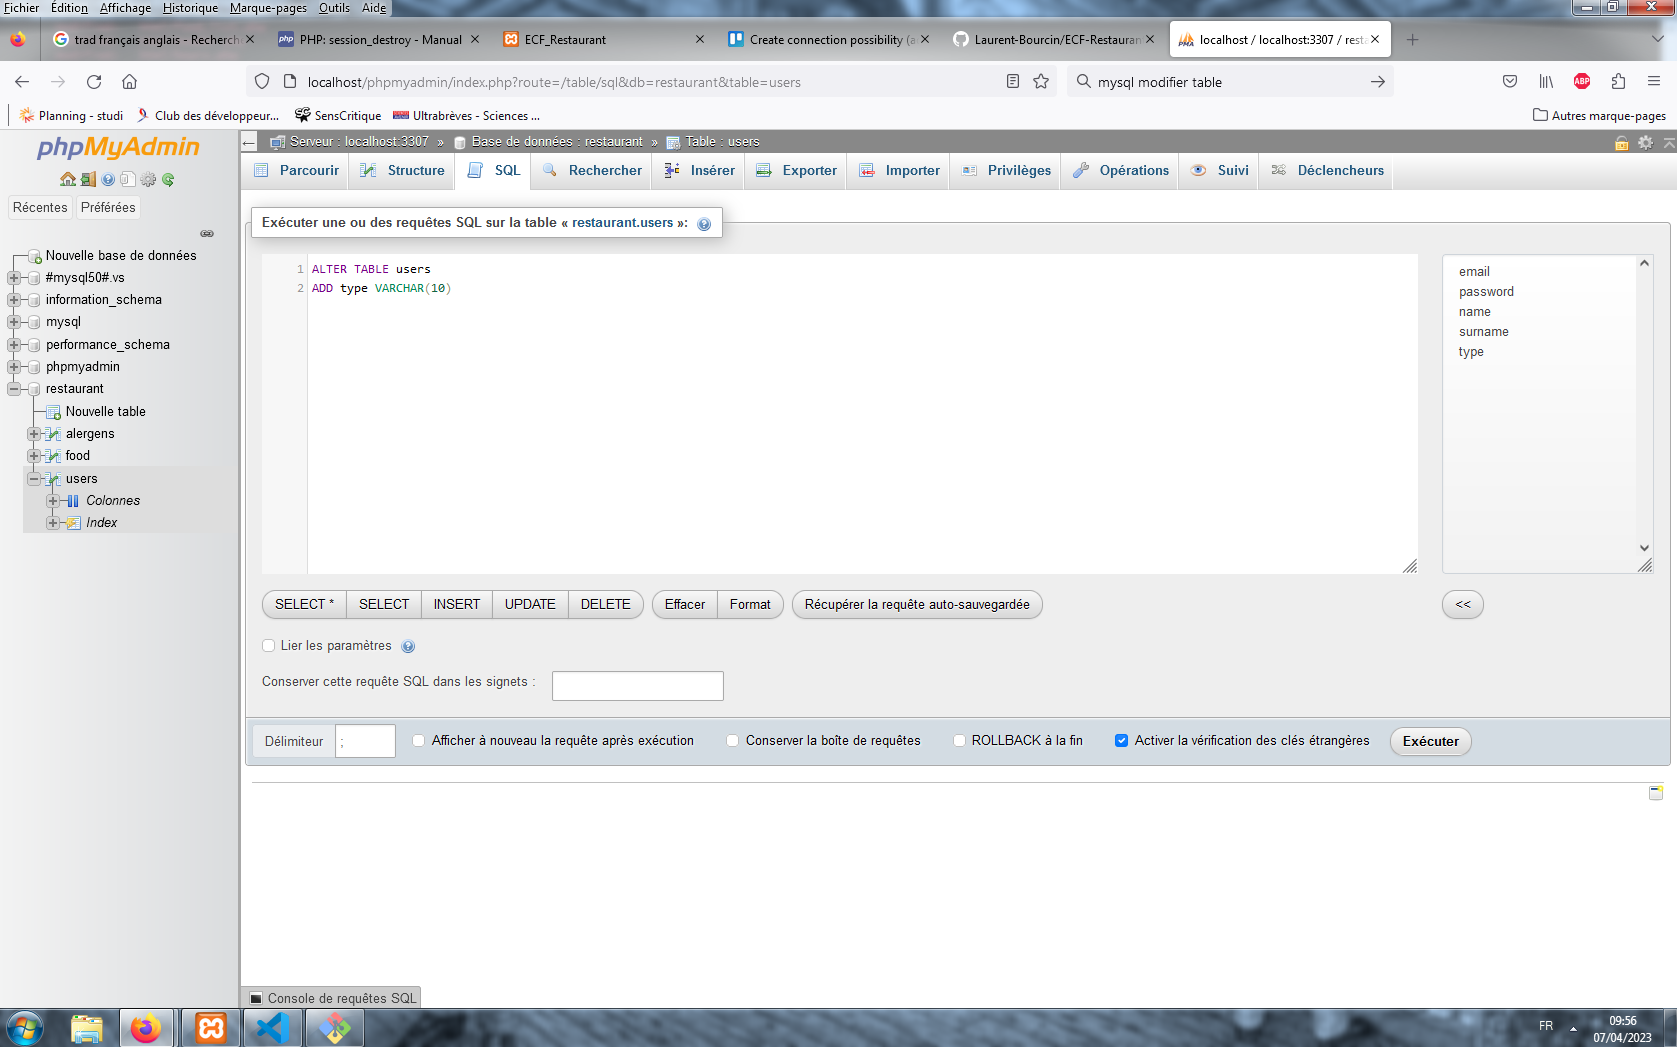 Fichier Édition Affichage Historique Marque-pages Outils Aide
trad français anglais - Recherch
PHP: session_destroy - Manual
ECF_Restaurant
Create connection possibility (a
Laurent-Bourcin/ECF-Restauran
localhost / localhost:3307 / resta
localhost/phpmyadmin/index.php?route=/table/sql&db=restaurant&table=users
mysql modifier table
ABP
Planning - studi
Club des développeur...
SensCritique
Ultrabrèves - Sciences ...
Autres marque-pages
phpMyAdmin
Récentes Préférées
Nouvelle base de données
#mysql50#.vs
information_schema
mysql
performance_schema
phpmyadmin
restaurant
Nouvelle table
alergens
food
users
Colonnes
Index
Serveur : localhost:3307 » Base de données : restaurant » Table : users
Parcourir Structure SQL Rechercher Insérer Exporter Importer Privilèges Opérations Suivi Déclencheurs
Exécuter une ou des requêtes SQL sur la table « restaurant.users »:
1 ALTER TABLE users
2 ADD type VARCHAR(10)
email
password
name
surname
type
SELECT * SELECT INSERT UPDATE DELETE Effacer Format Récupérer la requête auto-sauvegardée <<
Lier les paramètres
Conserver cette requête SQL dans les signets :
Délimiteur ; Afficher à nouveau la requête après exécution Conserver la boîte de requêtes ROLLBACK à la fin Activer la vérification des clés étrangères Exécuter
Console de requêtes SQL
FR
09:56
07/04/2023